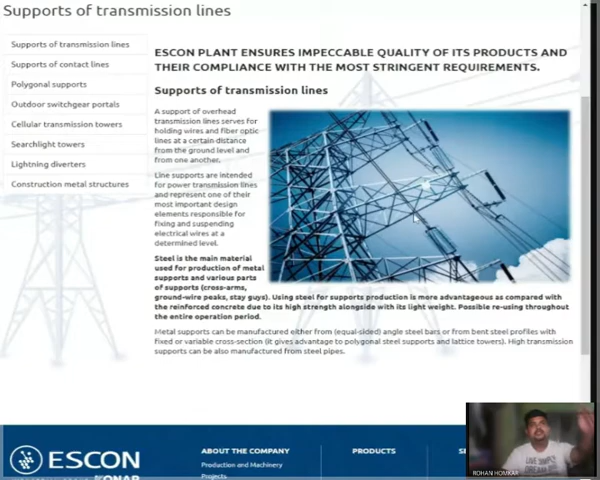 Supports of transmission lines
Supports of transmission lines
Supports of contact lines
Polygonal supports
Outdoor switchgear portals
Cellular transmission towers
Searchlight towers
Lightning diverters
Construction metal structures
ESCON PLANT ENSURES IMPECCABLE QUALITY OF ITS PRODUCTS AND
THEIR COMPLIANCE WITH THE MOST STRINGENT REQUIREMENTS.
Supports of transmission lines
A support of overhead
transmission lines serves for
holding wires and fiber optic
lines at a certain distance
from the ground level and
from one another.
Line supports are intended
for power transmission lines
and represent one of their
most important design
elements responsible for
fixing and suspending
electrical wires at a
determined level.
Steel is the main material
used for production of metal
supports and various parts
of supports (cross-arms,
ground-wire peaks, stay guys). Using steel for supports production is more advantageous as compared with
the reinforced concrete due to its high strength alongside with its light weight. Possible re-using throughout
the entire operation period.
Metal supports can be manufactured either from (equal-sided) angle steel bars or from bent steel profiles with
fixed or variable cross-section (it gives advantage to polygonal steel supports and lattice towers). High transmission
supports can be also manufactured from steel pipes.
ESCON
ABOUT THE COMPANY
Production and Machinery
Projects
PRODUCTS
ROHAN HOMKAR